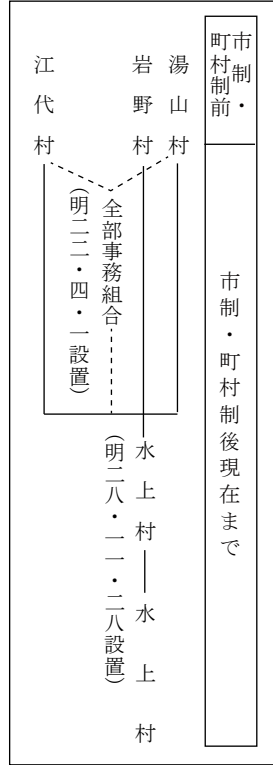 市制・
町村制前
市制・町村制後現在まで
湯山村
岩野村
江代村
全部事務組合
(明二二・四・一設置)
水上村
(明二八・一一・二八設置)
水上村